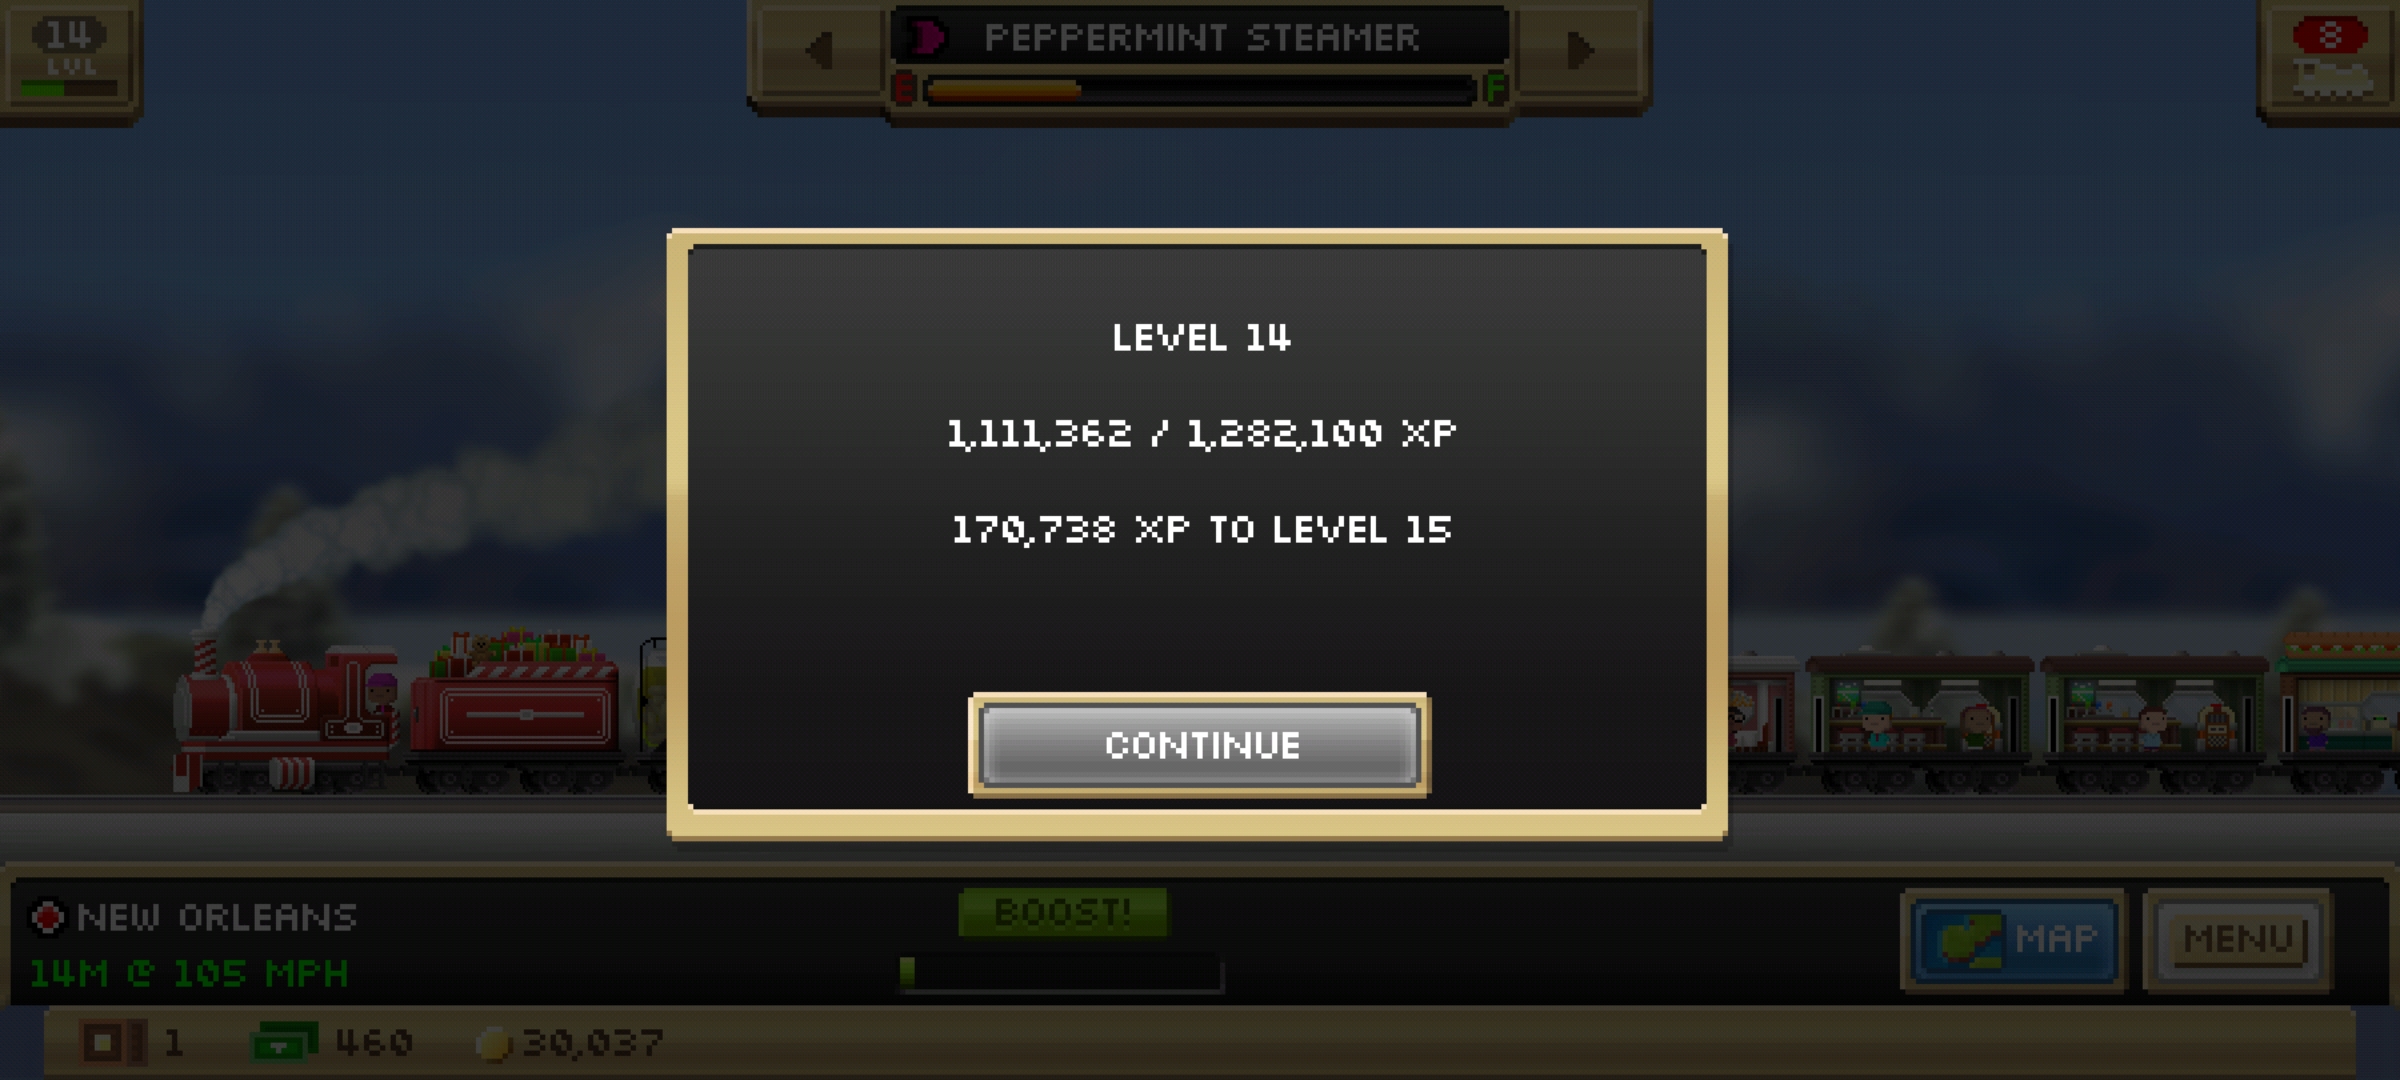 14
LVL
PEPPERMINT STEAMER
E
F
8
LEVEL 14
1,111,362 / 1,282,100 XP
170,738 XP TO LEVEL 15
CONTINUE
NEW ORLEANS
14M @ 105 MPH
BOOST!
MAP
MENU
1
460
30,037